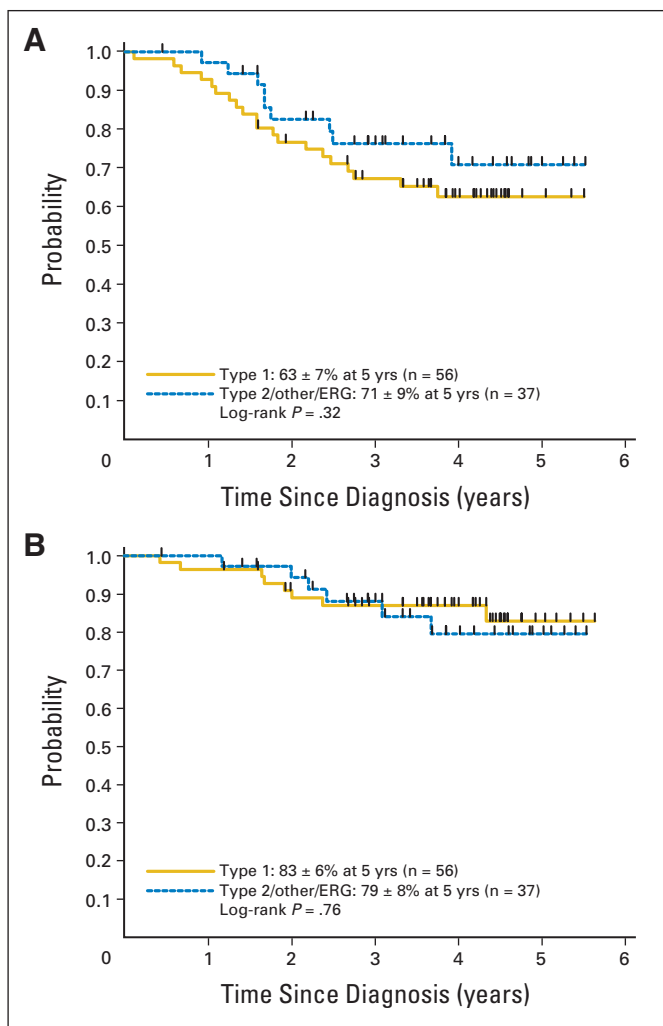 A
1.0
0.9
0.8
0.7
0.6
0.5
0.4
0.3
0.2
0.1
0
Probability
Type 1: 63 ± 7% at 5 yrs (n = 56)
Type 2/other/ERG: 71 ± 9% at 5 yrs (n = 37)
Log-rank P = .32
1 2 3 4 5 6
Time Since Diagnosis (years)
B
1.0
0.9
0.8
0.7
0.6
0.5
0.4
0.3
0.2
0.1
0
Probability
Type 1: 83 ± 6% at 5 yrs (n = 56)
Type 2/other/ERG: 79 ± 8% at 5 yrs (n = 37)
Log-rank P = .76
1 2 3 4 5 6
Time Since Diagnosis (years)